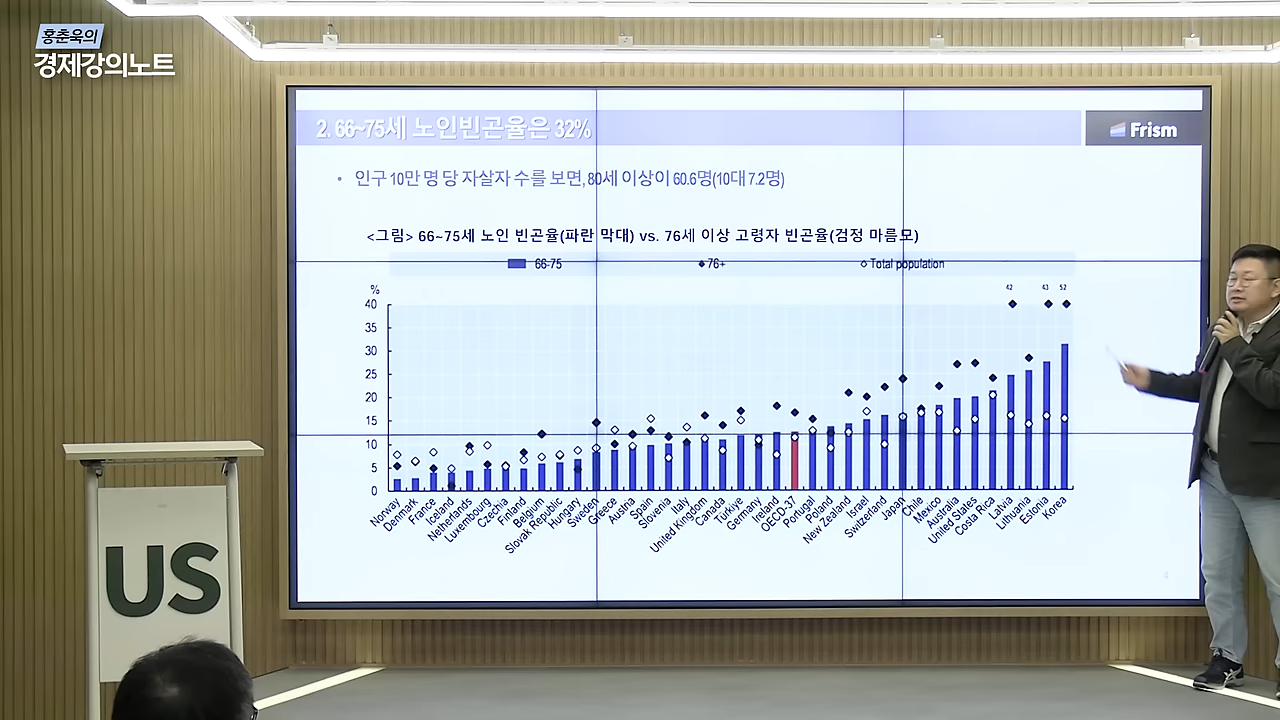 홍춘욱의
경제강의노트
2. 66~75세 노인빈곤율은 32%
Frism
• 인구 10만 명 당 자살자 수를 보면, 80세 이상이 60.6명(10대 7.2명)
<그림> 66~75세 노인 빈곤율(파란 막대) vs. 76세 이상 고령자 빈곤율(검정 마름모)
66-75 76+ Total population
%
42 43 52
40
35
30
25
20
15
10
5
0
Norway
Denmark
France
Iceland
Netherlands
Luxembourg
Czechia
Finland
Belgium
Slovak Republic
Hungary
Sweden
Greece
Austria
Spain
Slovenia
Italy
United Kingdom
Canada
Türkiye
Germany
Ireland
OECD-37
Portugal
Poland
New Zealand
Israel
Switzerland
Japan
Chile
Mexico
Australia
United States
Costa Rica
Latvia
Lithuania
Estonia
Korea
4
US